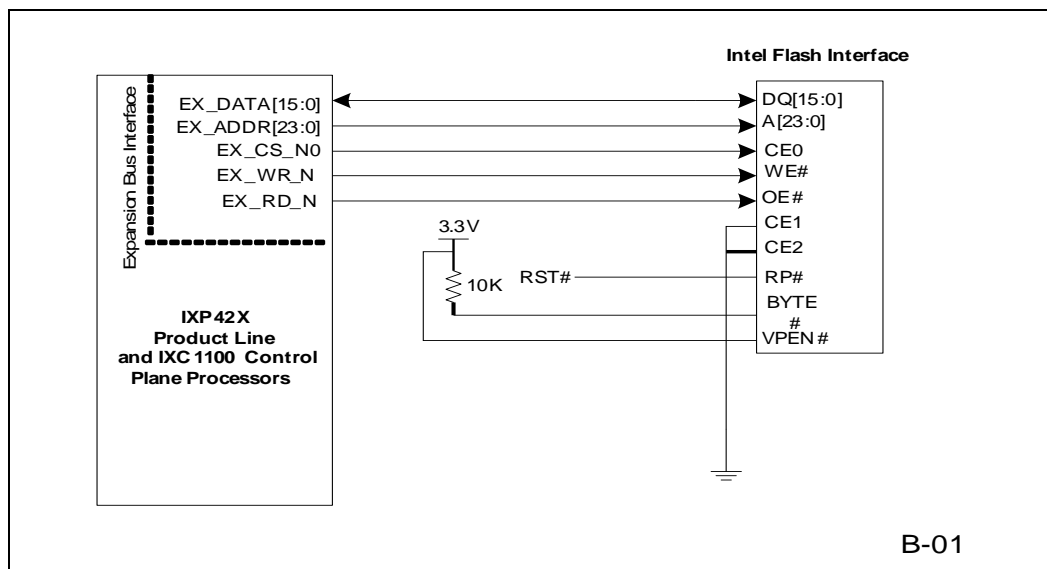 Intel Flash Interface
Expansion Bus Interface
EX_DATA[15:0]
EX_ADDR[23:0]
EX_CS_N0
EX_WR_N
EX_RD_N
DQ[15:0]
A[23:0]
CE0
WE#
OE#
CE1
CE2
RP#
BYTE
#
VPEN#
3.3V
10K
RST#
IXP42X
Product Line
and IXC1100 Control
Plane Processors
B-01